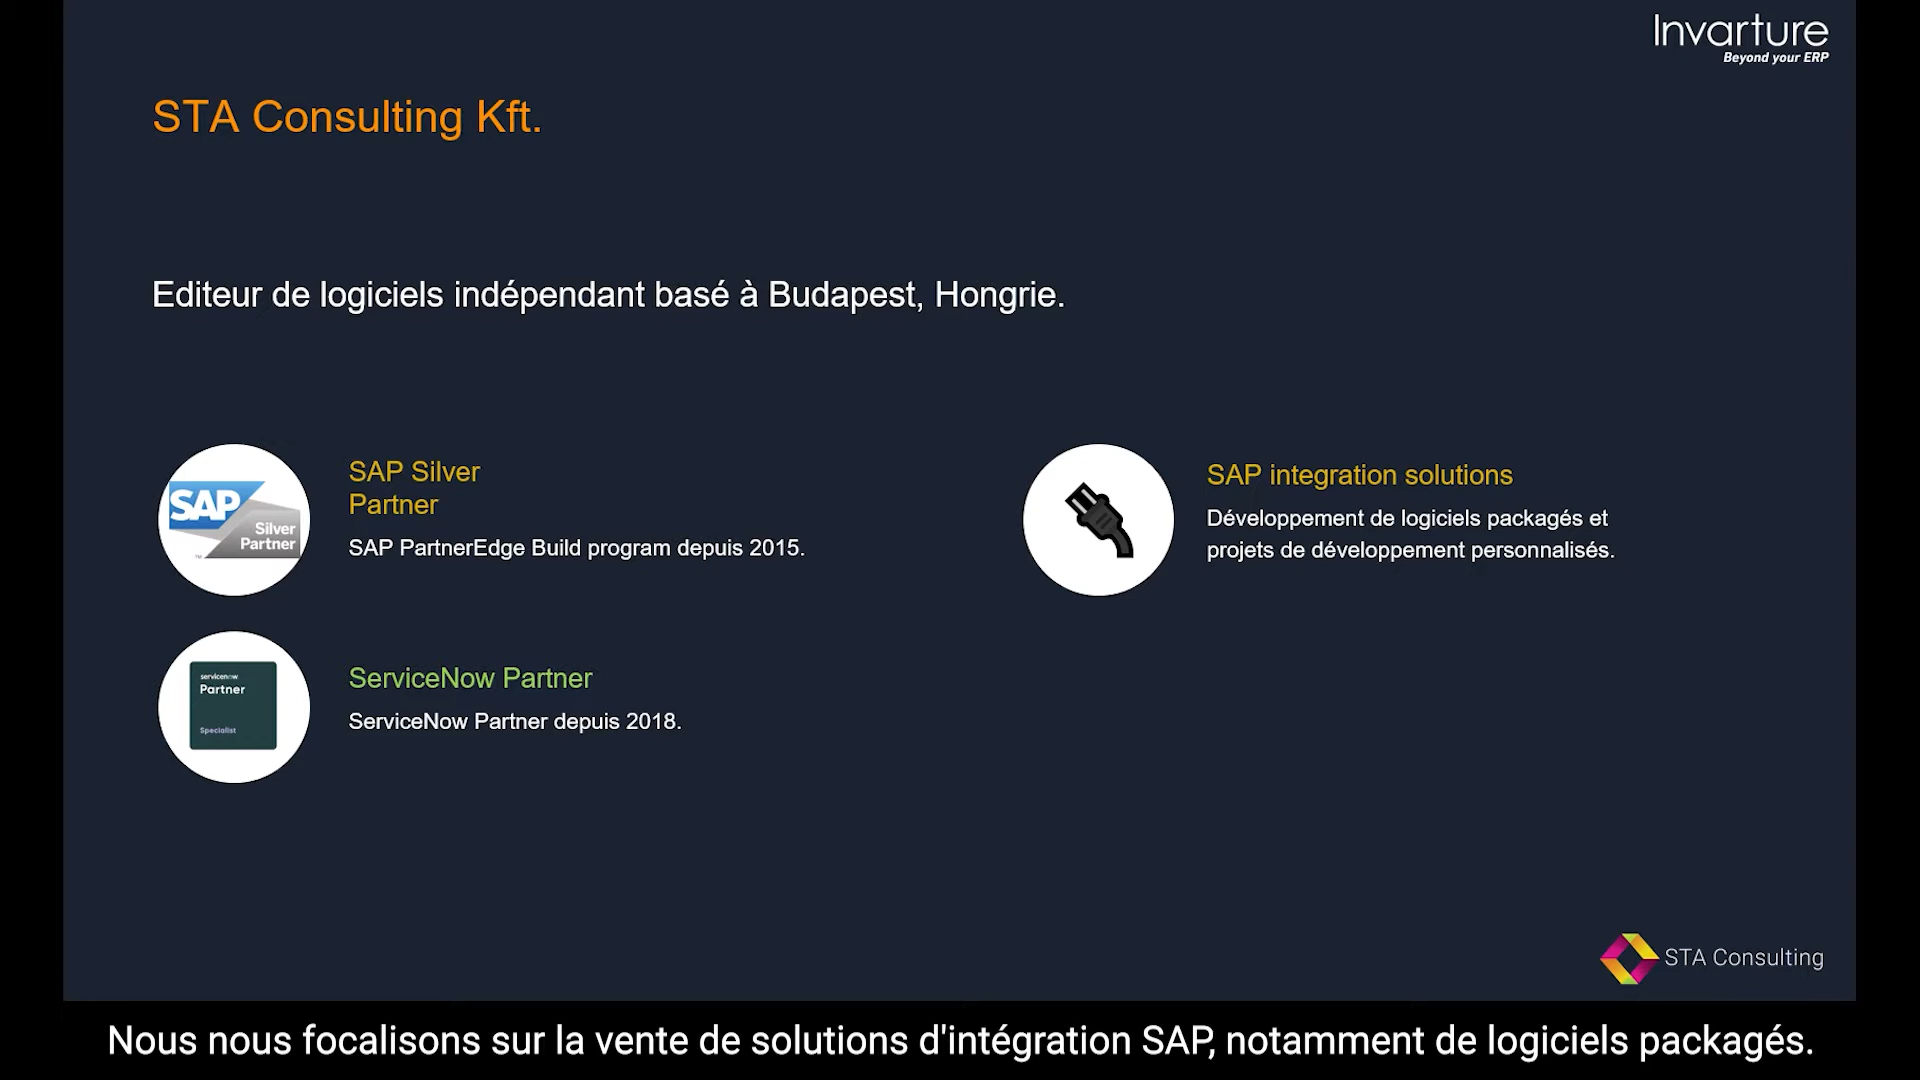 Invarture
Beyond your ERP
STA Consulting Kft.
Editeur de logiciels indépendant basé à Budapest, Hongrie.
SAP
Silver
Partner
™
SAP Silver
Partner
SAP PartnerEdge Build program depuis 2015.
SAP integration solutions
Développement de logiciels packagés et
projets de développement personnalisés.
servicenow
Partner
Specialist
ServiceNow Partner
ServiceNow Partner depuis 2018.
STA Consulting
Nous nous focalisons sur la vente de solutions d'intégration SAP, notamment de logiciels packagés.